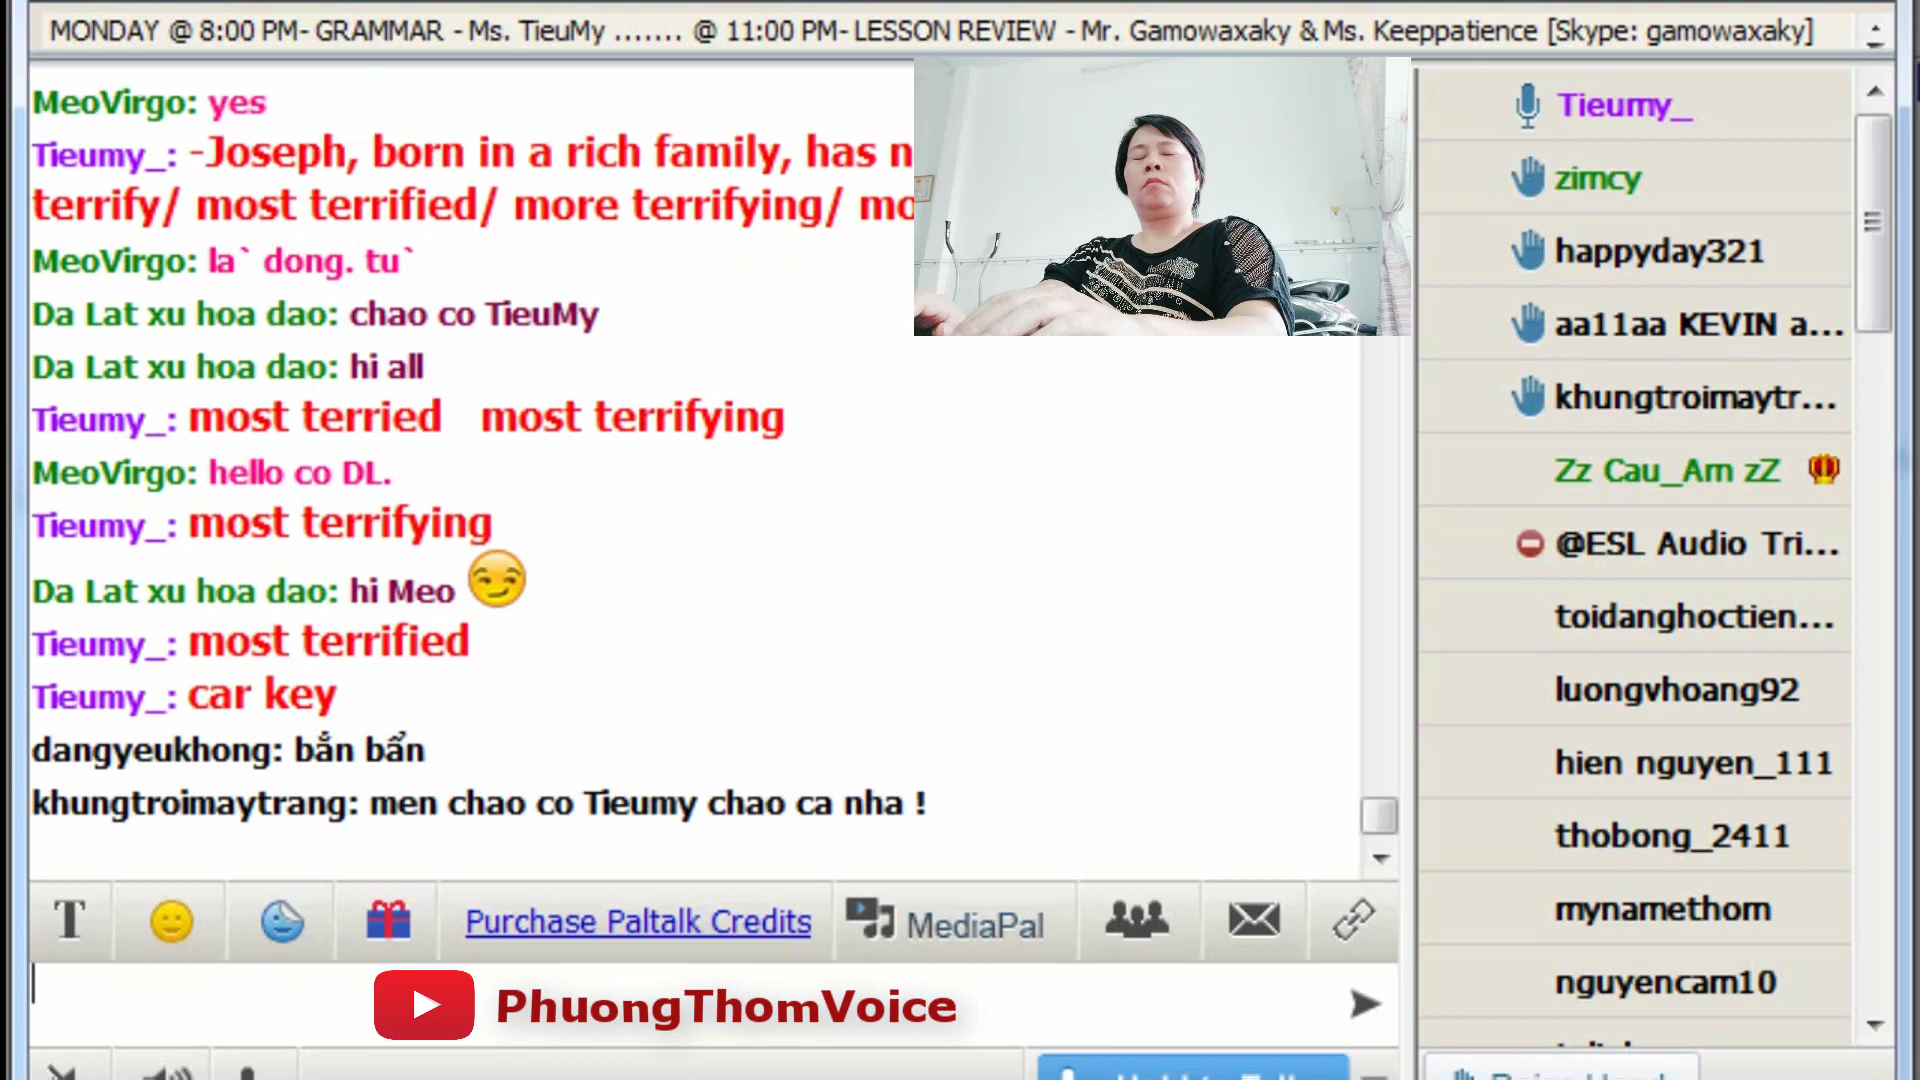 MONDAY @ 8:00 PM- GRAMMAR - Ms. TieuMy ....... @ 11:00 PM- LESSON REVIEW - Mr. Gamowaxaky & Ms. Keeppatience [Skype: gamowaxaky]
MeoVirgo: yes
Tieumy_: -Joseph, born in a rich family, has
terrify/ most terrified/ more terrifying/
MeoVirgo: la` dong. tu`
Da Lat xu hoa dao: chao co TieuMy
Da Lat xu hoa dao: hi all
Tieumy_: most terried most terrifying
MeoVirgo: hello co DL.
Tieumy_: most terrifying
Da Lat xu hoa dao: hi Meo
Tieumy_: most terrified
Tieumy_: car key
dangyeukhong: bắn bẩn
khungtroimaytrang: men chao co Tieumy chao ca nha !
T
Purchase Paltalk Credits
MediaPal
PhuongThomVoice
Tieumy_
zimcy
happyday321
aa11aa KEVIN a...
khungtroimaytr...
Zz Cau_Am zZ
@ESL Audio Tri...
toidanghoctien...
luongvhoang92
hien nguyen_111
thobong_2411
mynamethom
nguyencam10